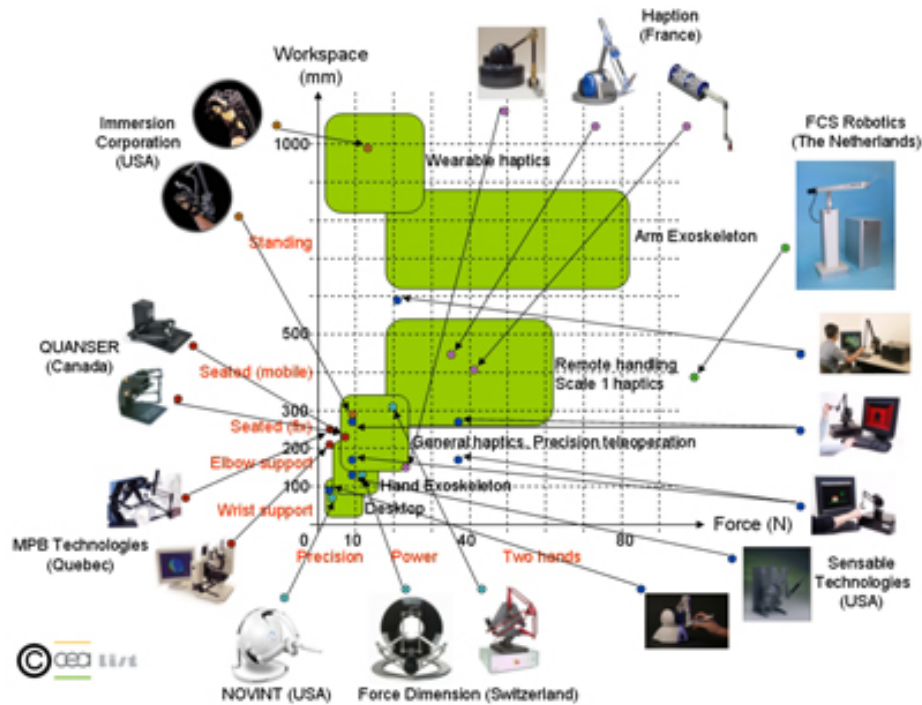 Haption
(France)
Workspace
(mm)
Immersion
Corporation
(USA)
FCS Robotics
(The Netherlands)
1000
Wearable haptics
Standing
Arm Exoskeleton
500
QUANSER
(Canada)
Seated (mobile)
Remote handling
Scale 1 haptics
300
Seated (fix)
General haptics, Precision teleoperation
200
Elbow support
100
Hand Exoskeleton
Wrist support
Desktop
0
10
40
80
Force (N)
MPB Technologies
(Quebec)
Precision
Power
Two hands
Sensable
Technologies
(USA)
© cea list
NOVINT (USA)
Force Dimension (Switzerland)